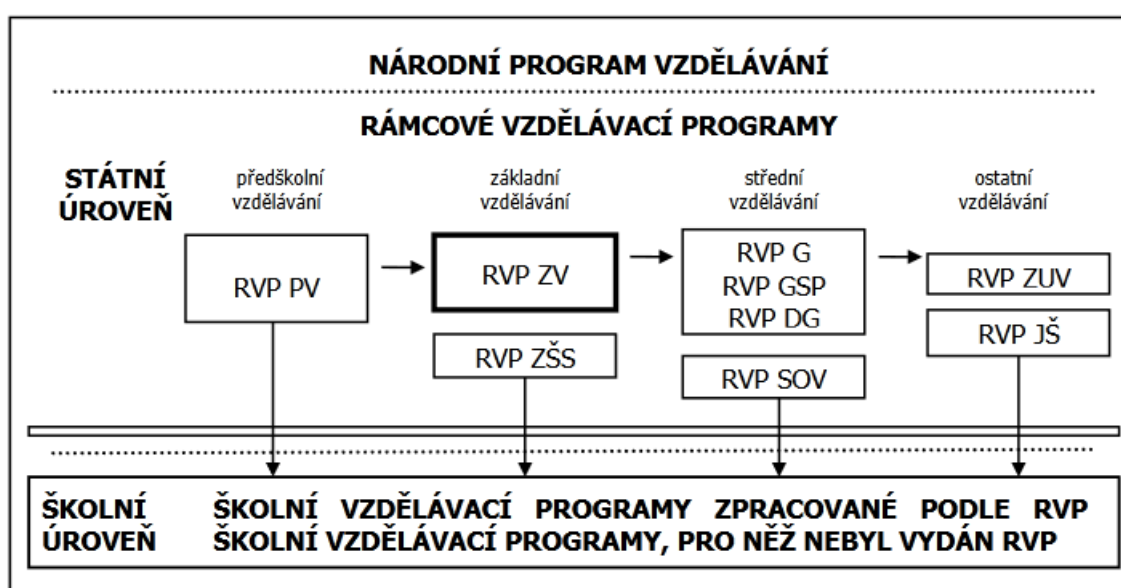 NÁRODNÍ PROGRAM VZDĚLÁVÁNÍ
RÁMCOVÉ VZDĚLÁVACÍ PROGRAMY
STÁTNÍ
ÚROVEŇ
předškolní
vzdělávání
základní
vzdělávání
střední
vzdělávání
ostatní
vzdělávání
RVP PV
RVP ZV
RVP ZŠS
RVP G
RVP GSP
RVP DG
RVP SOV
RVP ZUV
RVP JŠ
ŠKOLNÍ
ÚROVEŇ
ŠKOLNÍ VZDĚLÁVACÍ PROGRAMY ZPRACOVANÉ PODLE RVP
ŠKOLNÍ VZDĚLÁVACÍ PROGRAMY, PRO NĚŽ NEBYL VYDÁN RVP